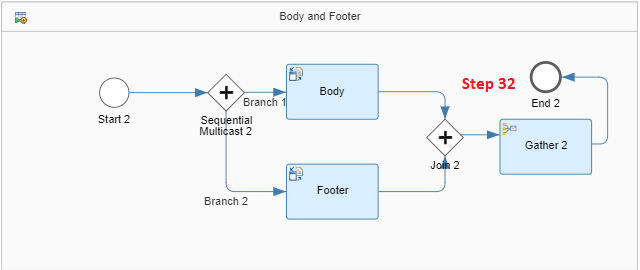 Body and Footer
Step 32
Start 2
Sequential
Multicast 2
Branch 1
Body
Branch 2
Footer
Join 2
Gather 2
End 2